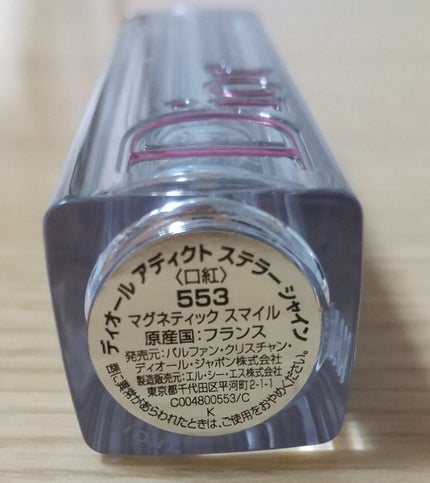 Dior
ディオール アディクト ステラー シャイン
〈口紅〉
553
マグネティック スマイル
原産国:フランス
発売元:パルファン・クリスチャン・
ディオール・ジャポン株式会社
製造販売元:エル・シー・エス株式会社
東京都千代田区平河町2-1-1
C004800553/C
K
唇に異常があらわれたときは、ご使用をおやめください。